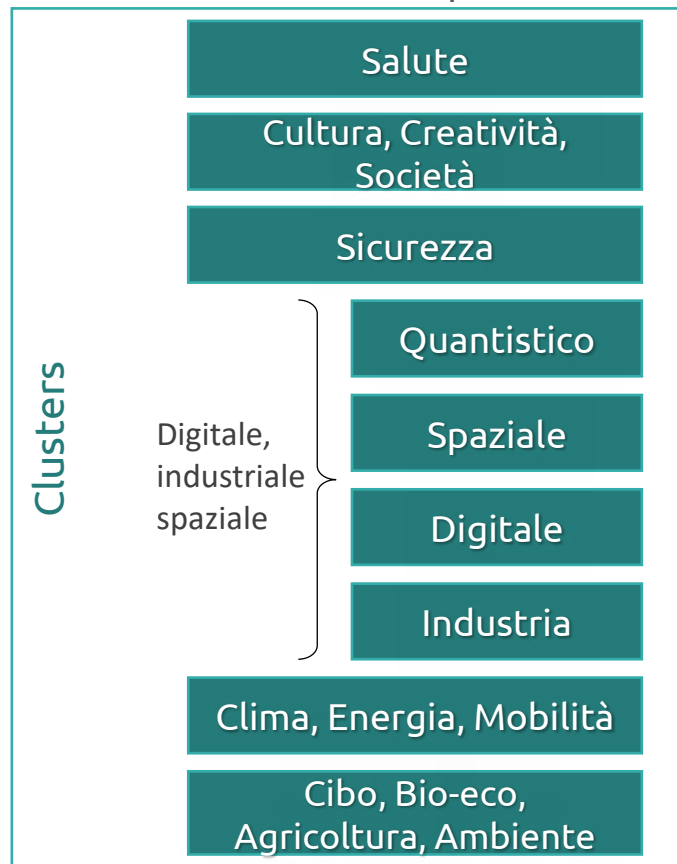 Salute
Cultura, Creatività,
Società
Sicurezza
Clusters
Digitale,
industriale
spaziale
Quantistico
Spaziale
Digitale
Industria
Clima, Energia, Mobilità
Cibo, Bio-eco,
Agricoltura, Ambiente